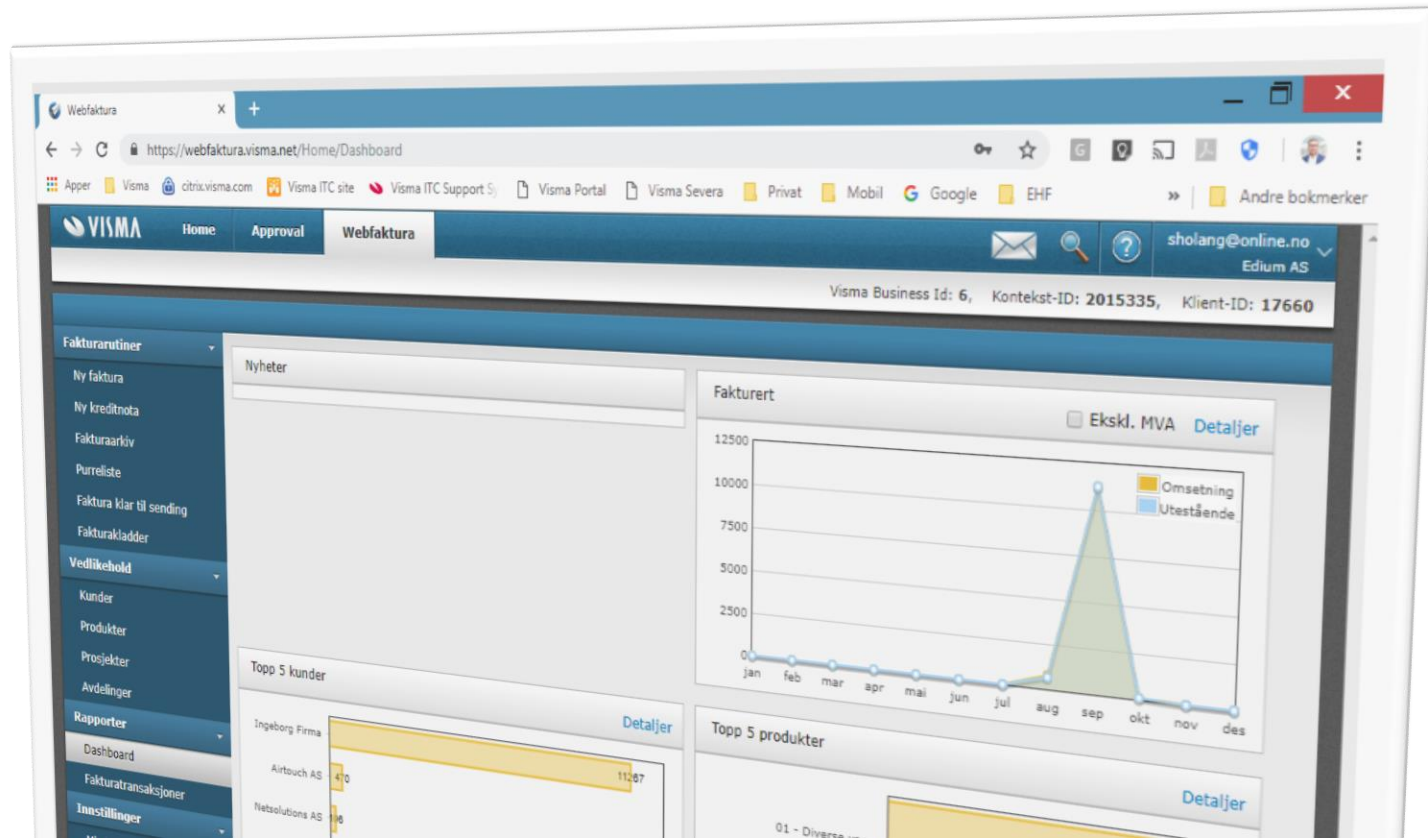 Webfaktura
https://webfaktura.visma.net/Home/Dashboard
Apper Visma citrix.visma.com Visma ITC site Visma ITC Support Visma Portal Visma Severa Privat Mobil Google EHF » Andre bokmerker
VISMA Home Approval Webfaktura
sholang@online.no
Edium AS
Visma Business Id: 6, Kontekst-ID: 2015335, Klient-ID: 17660
Fakturarutiner
Ny faktura
Ny kreditnota
Fakturaarkiv
Purreliste
Faktura klar til sending
Fakturakladder
Vedlikehold
Kunder
Produkter
Prosjekter
Avdelinger
Rapporter
Dashboard
Fakturatransaksjoner
Innstillinger
Nyheter
Fakturert
Ekskl. MVA Detaljer
12500
10000
7500
5000
2500
0
jan feb mar apr mai jun jul aug sep okt nov des
Omsetning
Utestående
Topp 5 kunder
Detaljer
Ingeborg Firma 11267
Airtouch AS 470
Netsolutions AS
Topp 5 produkter
Detaljer
01 - Diverse